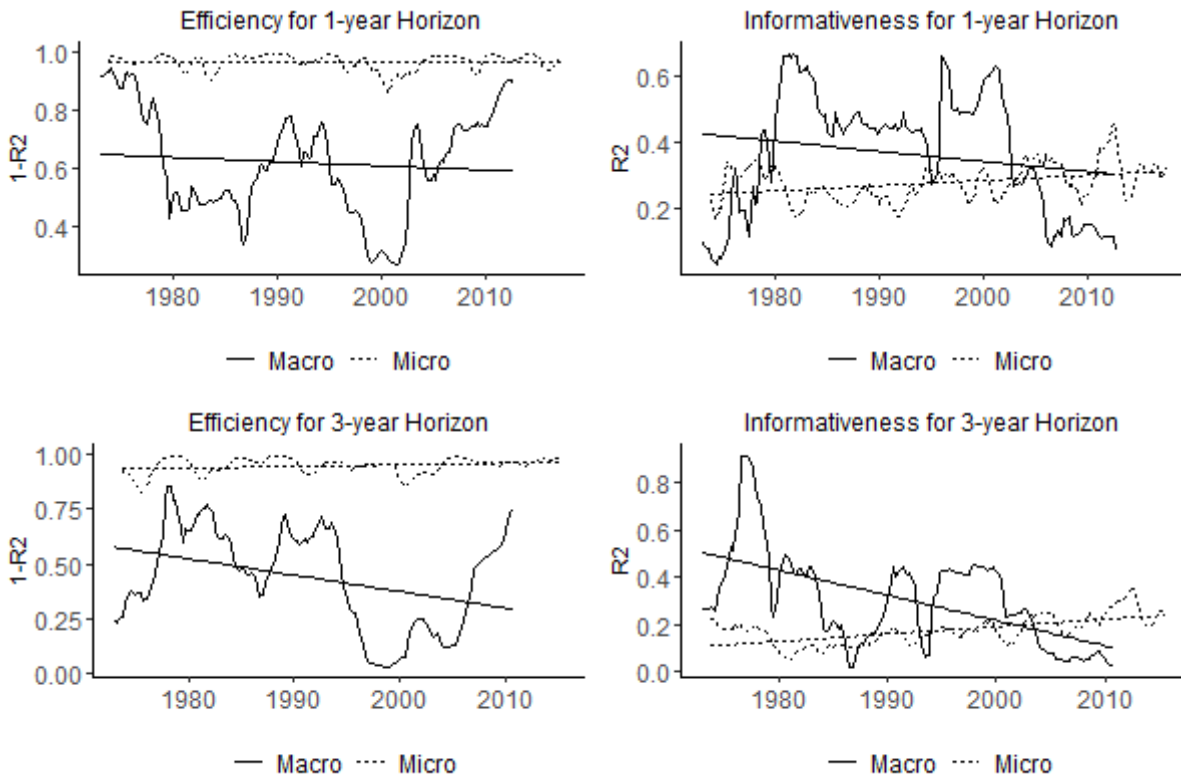 Efficiency for 1-year Horizon
1-R2
1.0
0.8
0.6
0.4
1980 1990 2000 2010
Macro Micro
Informativeness for 1-year Horizon
R2
0.6
0.4
0.2
1980 1990 2000 2010
Macro Micro
Efficiency for 3-year Horizon
1-R2
1.00
0.75
0.50
0.25
0.00
1980 1990 2000 2010
Macro Micro
Informativeness for 3-year Horizon
R2
0.8
0.6
0.4
0.2
0.0
1980 1990 2000 2010
Macro Micro